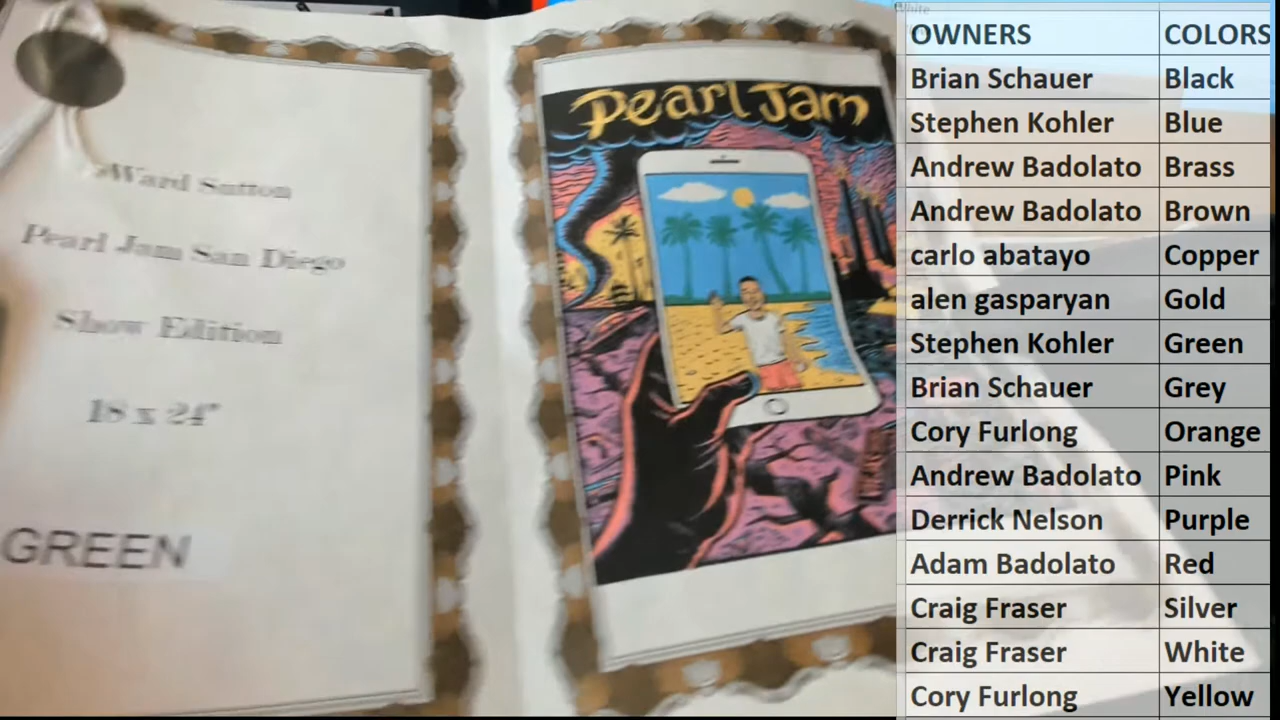 Ward Sutton
Pearl Jam San Diego
Show Edition
18 x 24"
GREEN
Pearl Jam
White
OWNERS COLORS
Brian Schauer Black
Stephen Kohler Blue
Andrew Badolato Brass
Andrew Badolato Brown
carlo abatayo Copper
alen gasparyan Gold
Stephen Kohler Green
Brian Schauer Grey
Cory Furlong Orange
Andrew Badolato Pink
Derrick Nelson Purple
Adam Badolato Red
Craig Fraser Silver
Craig Fraser White
Cory Furlong Yellow